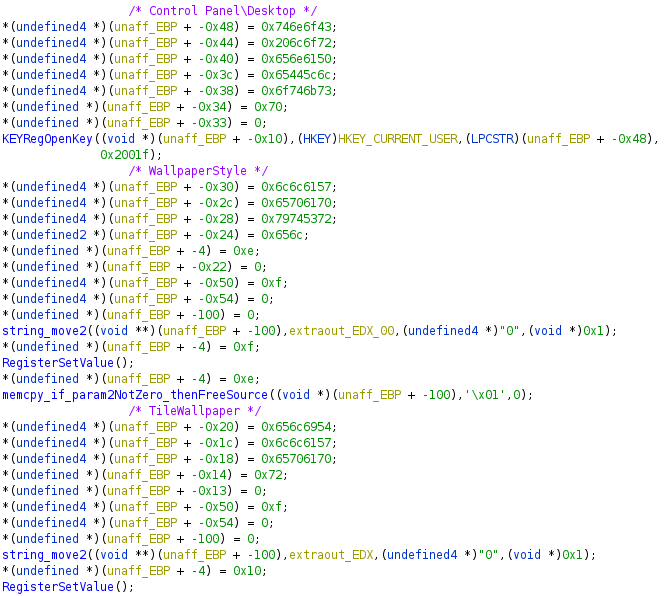 /* Control Panel\Desktop */
*(undefined4 *)(unaff_EBP + -0x48) = 0x746e6f43;
*(undefined4 *)(unaff_EBP + -0x44) = 0x206c6f72;
*(undefined4 *)(unaff_EBP + -0x40) = 0x656e6150;
*(undefined4 *)(unaff_EBP + -0x3c) = 0x65445c6c;
*(undefined4 *)(unaff_EBP + -0x38) = 0x6f746b73;
*(undefined *)(unaff_EBP + -0x34) = 0x70;
*(undefined *)(unaff_EBP + -0x33) = 0;
KEYRegOpenKey((void *)(unaff_EBP + -0x10),(HKEY)HKEY_CURRENT_USER,(LPCSTR)(unaff_EBP + -0x48),
0x2001f);
/* WallpaperStyle */
*(undefined4 *)(unaff_EBP + -0x30) = 0x6c6c6157;
*(undefined4 *)(unaff_EBP + -0x2c) = 0x65706170;
*(undefined4 *)(unaff_EBP + -0x28) = 0x79745372;
*(undefined2 *)(unaff_EBP + -0x24) = 0x656c;
*(undefined *)(unaff_EBP + -4) = 0xe;
*(undefined *)(unaff_EBP + -0x22) = 0;
*(undefined4 *)(unaff_EBP + -0x50) = 0xf;
*(undefined4 *)(unaff_EBP + -0x54) = 0;
*(undefined *)(unaff_EBP + -100) = 0;
string_move2((void **)(unaff_EBP + -100),extraout_EDX_00,(undefined4 *)"0",(void *)0x1);
*(undefined *)(unaff_EBP + -4) = 0xf;
RegisterSetValue();
*(undefined *)(unaff_EBP + -4) = 0xe;
memcpy_if_param2NotZero_thenFreeSource((void *)(unaff_EBP + -100),'\x01',0);
/* TileWallpaper */
*(undefined4 *)(unaff_EBP + -0x20) = 0x656c6954;
*(undefined4 *)(unaff_EBP + -0x1c) = 0x6c6c6157;
*(undefined4 *)(unaff_EBP + -0x18) = 0x65706170;
*(undefined *)(unaff_EBP + -0x14) = 0x72;
*(undefined *)(unaff_EBP + -0x13) = 0;
*(undefined4 *)(unaff_EBP + -0x50) = 0xf;
*(undefined4 *)(unaff_EBP + -0x54) = 0;
*(undefined *)(unaff_EBP + -100) = 0;
string_move2((void **)(unaff_EBP + -100),extraout_EDX,(undefined4 *)"0",(void *)0x1);
*(undefined *)(unaff_EBP + -4) = 0x10;
RegisterSetValue();